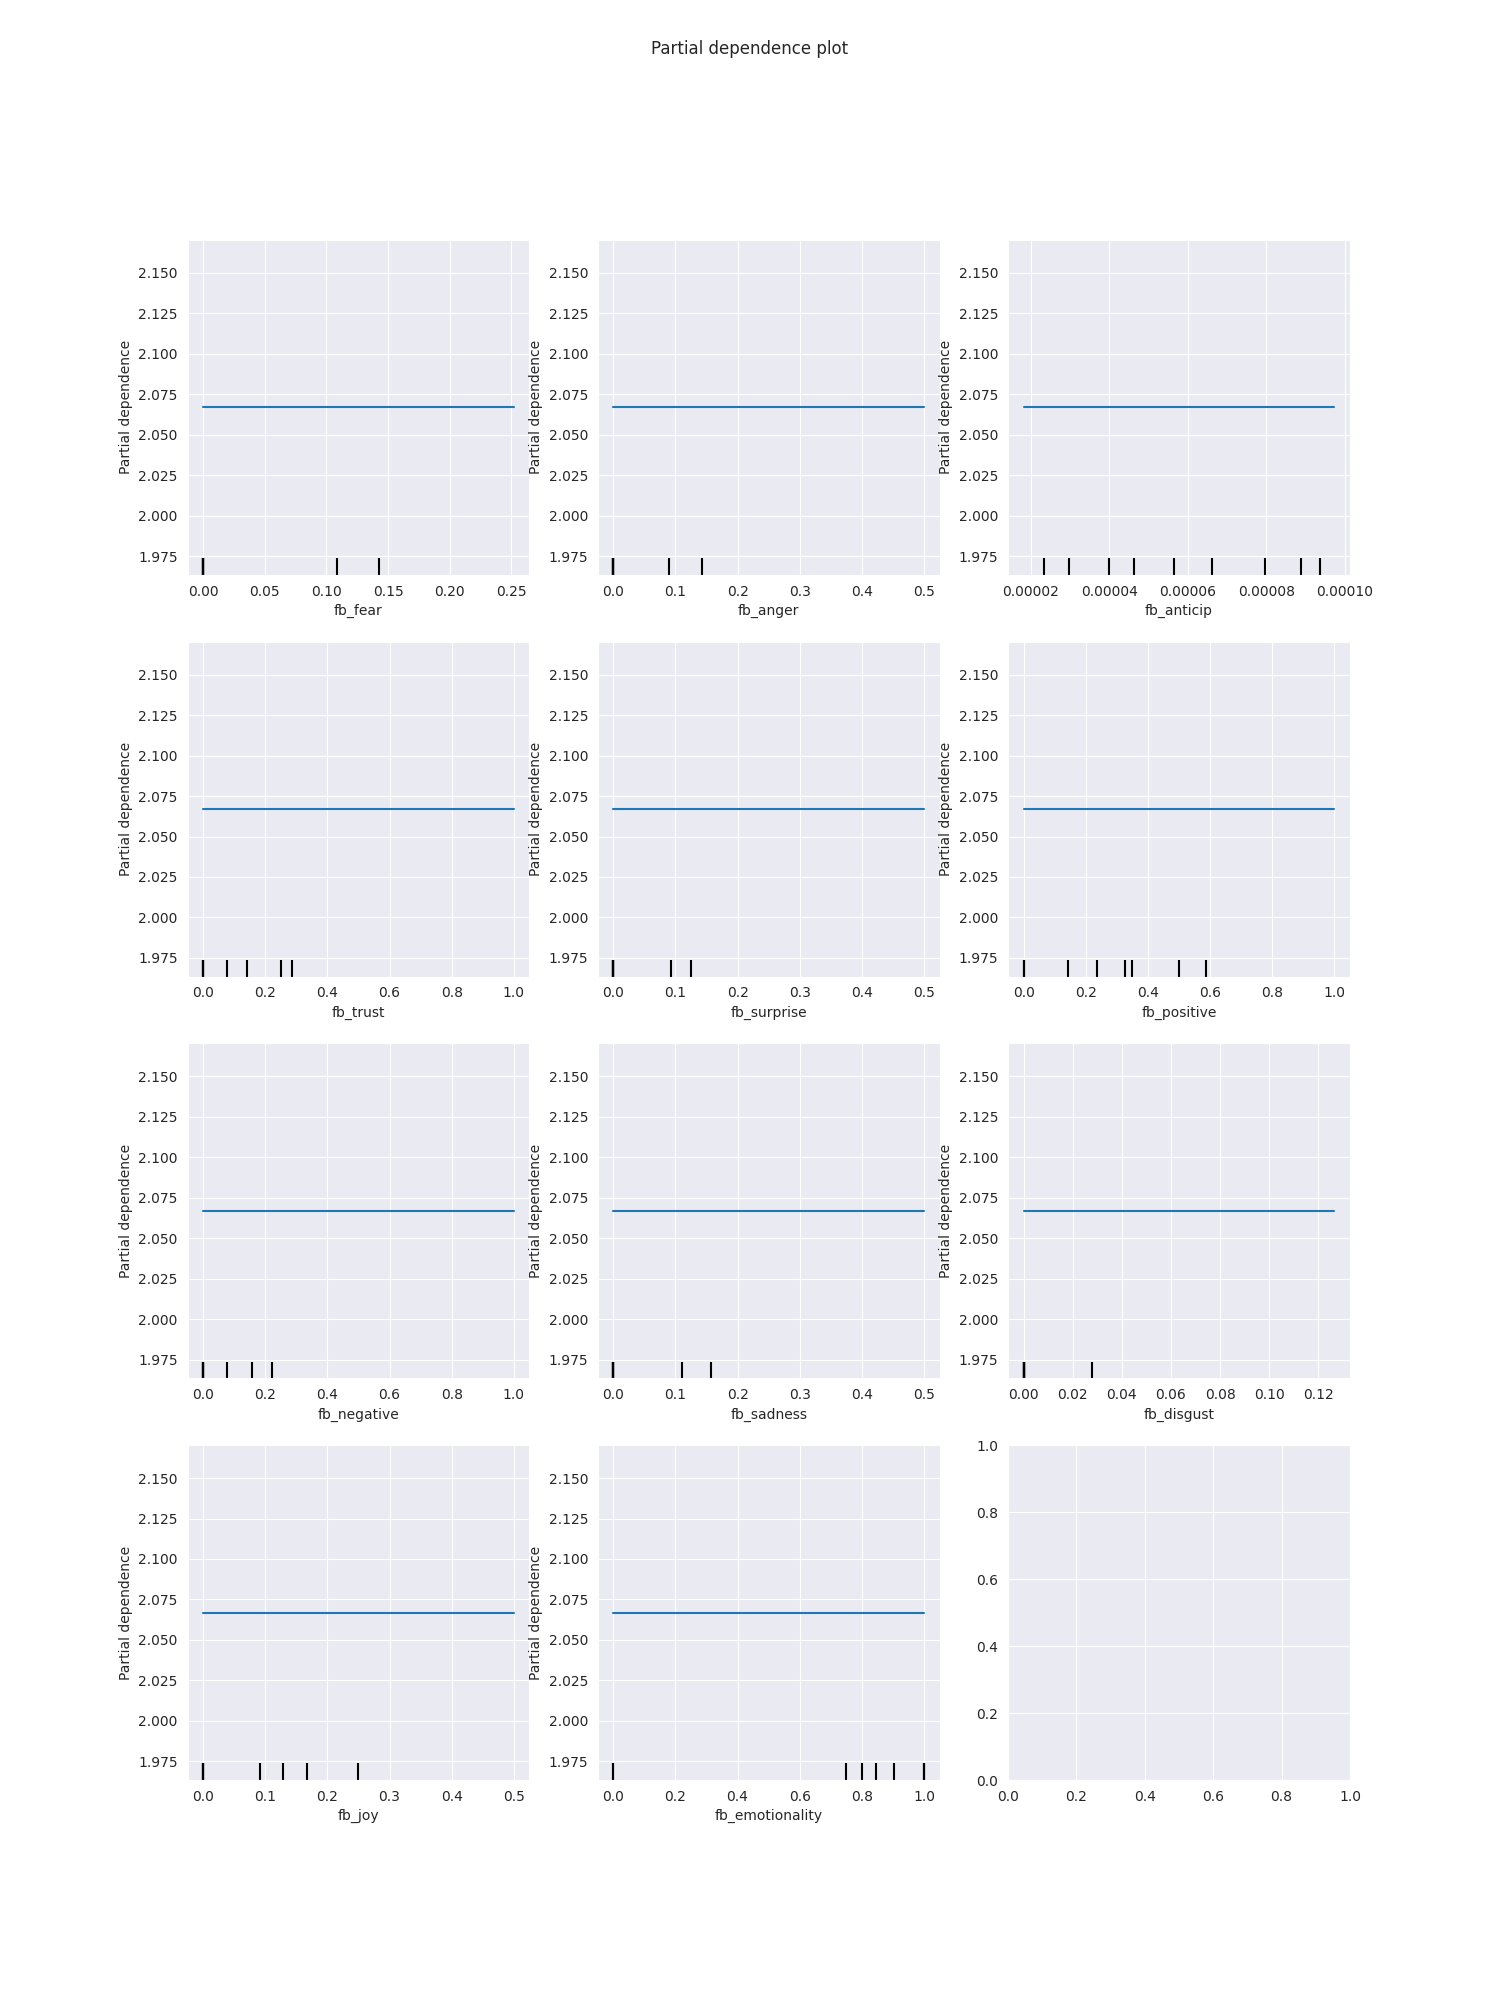 Partial dependence plot
2.150 2.150 2.150
2.125 2.125 2.125
2.100 2.100 2.100
2.075 2.075 2.075
2.050 2.050 2.050
2.025 2.025 2.025
2.000 2.000 2.000
1.975 1.975 1.975
Partial dependence Partial dependence Partial dependence
0.00 0.05 0.10 0.15 0.20 0.25 0.0 0.1 0.2 0.3 0.4 0.5 0.00002 0.00004 0.00006 0.00008 0.00010
fb_fear fb_anger fb_anticip
2.150 2.150 2.150
2.125 2.125 2.125
2.100 2.100 2.100
2.075 2.075 2.075
2.050 2.050 2.050
2.025 2.025 2.025
2.000 2.000 2.000
1.975 1.975 1.975
Partial dependence Partial dependence Partial dependence
0.0 0.2 0.4 0.6 0.8 1.0 0.0 0.1 0.2 0.3 0.4 0.5 0.0 0.2 0.4 0.6 0.8 1.0
fb_trust fb_surprise fb_positive
2.150 2.150 2.150
2.125 2.125 2.125
2.100 2.100 2.100
2.075 2.075 2.075
2.050 2.050 2.050
2.025 2.025 2.025
2.000 2.000 2.000
1.975 1.975 1.975
Partial dependence Partial dependence Partial dependence
0.0 0.2 0.4 0.6 0.8 1.0 0.0 0.1 0.2 0.3 0.4 0.5 0.00 0.02 0.04 0.06 0.08 0.10 0.12
fb_negative fb_sadness fb_disgust
2.150 2.150 1.0
2.125 2.125 0.8
2.100 2.100 0.6
2.075 2.075 0.4
2.050 2.050 0.2
2.025 2.025 0.0
2.000 2.000
1.975 1.975
Partial dependence Partial dependence
0.0 0.1 0.2 0.3 0.4 0.5 0.0 0.2 0.4 0.6 0.8 1.0 0.0 0.2 0.4 0.6 0.8 1.0
fb_joy fb_emotionality